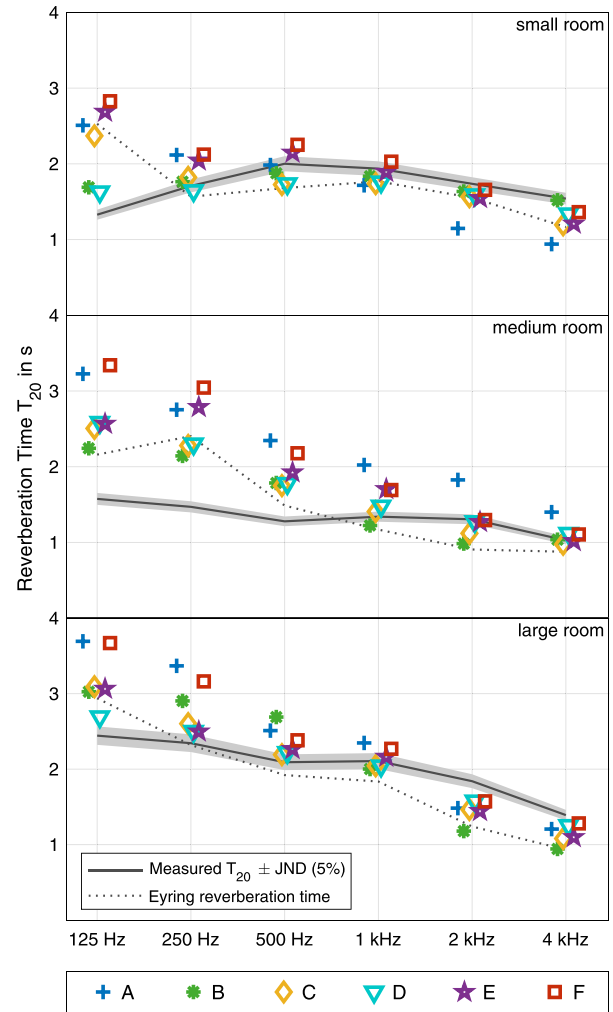 4
small room
3
2
1
4
medium room
3
2
1
4
large room
3
2
1
Reverberation Time T20 in s
Measured T20 ± JND (5%)
Eyring reverberation time
125 Hz 250 Hz 500 Hz 1 kHz 2 kHz 4 kHz
A B C D E F